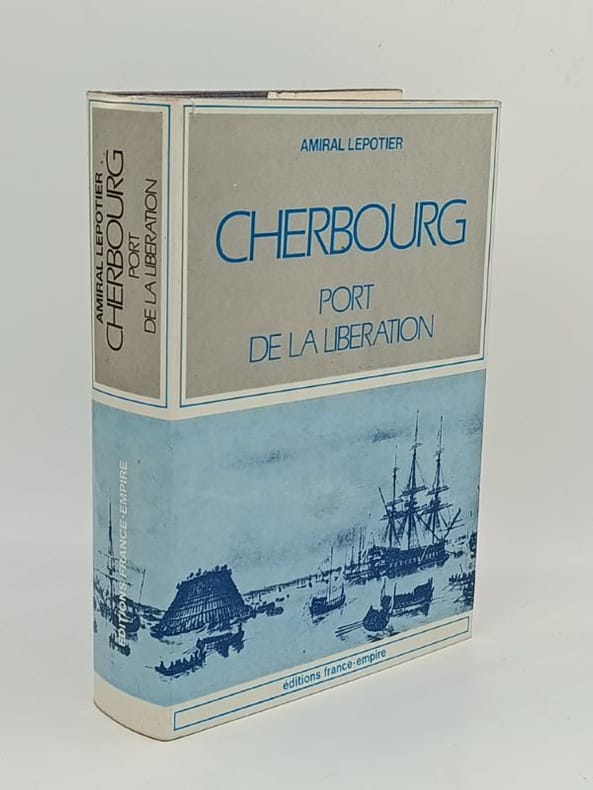 AMIRAL LEPOTIER
CHERBOURG
PORT
DE LA LIBERATION
éditions france-empire
AMIRAL LEPOTIER
CHERBOURG
PORT
DE LA LIBERATION
EDITIONS FRANCE-EMPIRE